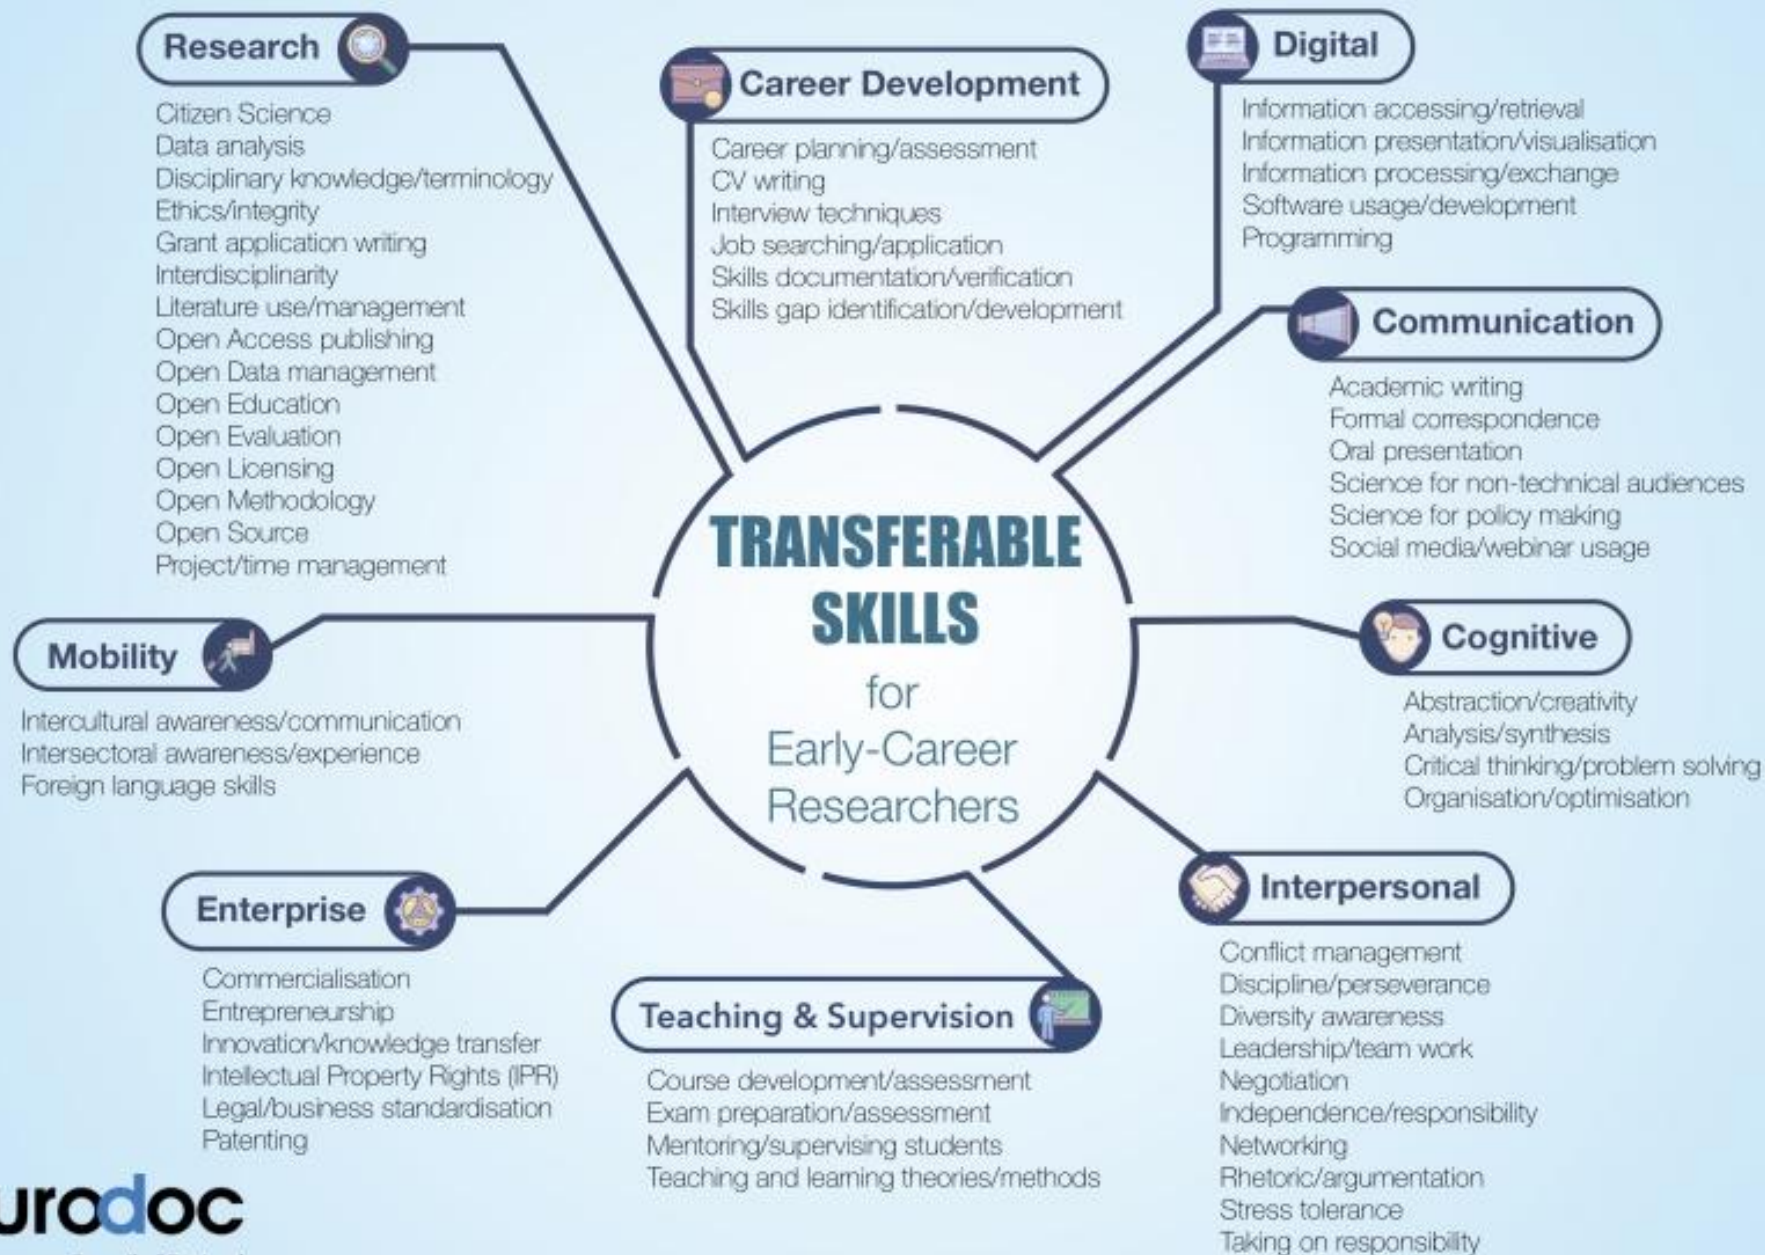 Research
Citizen Science
Data analysis
Disciplinary knowledge/terminology
Ethics/integrity
Grant application writing
Interdisciplinarity
Literature use/management
Open Access publishing
Open Data management
Open Education
Open Evaluation
Open Licensing
Open Methodology
Open Source
Project/time management
Career Development
Career planning/assessment
CV writing
Interview techniques
Job searching/application
Skills documentation/verification
Skills gap identification/development
Digital
Information accessing/retrieval
Information presentation/visualisation
Information processing/exchange
Software usage/development
Programming
Communication
Academic writing
Formal correspondence
Oral presentation
Science for non-technical audiences
Science for policy making
Social media/webinar usage
TRANSFERABLE
SKILLS
for
Early-Career
Researchers
Mobility
Intercultural awareness/communication
Intersectoral awareness/experience
Foreign language skills
Cognitive
Abstraction/creativity
Analysis/synthesis
Critical thinking/problem solving
Organisation/optimisation
Enterprise
Commercialisation
Entrepreneurship
Innovation/knowledge transfer
Intellectual Property Rights (IPR)
Legal/business standardisation
Patenting
Teaching & Supervision
Course development/assessment
Exam preparation/assessment
Mentoring/supervising students
Teaching and learning theories/methods
Interpersonal
Conflict management
Discipline/perseverance
Diversity awareness
Leadership/team work
Negotiation
Independence/responsibility
Networking
Rhetoric/argumentation
Stress tolerance
Taking on responsibility
urodoc